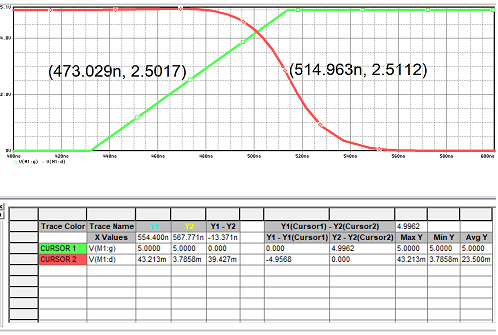 5.1V
(473.029n, 2.5017) (514.963n, 2.5112)
4.0V
2.0V
0V
400ns 420ns 440ns 460ns 480ns 500ns 520ns 540ns 560ns 580ns 600ns
V(M1:g) V(M1:d)
Trace Color Trace Name Y1 Y2 Y1 - Y2 Y1(Cursor1) - Y2(Cursor2) 4.9962
X Values 554.400n 567.771n -13.371n Y1 - Y1(Cursor1) Y2 - Y2(Cursor2) Max Y Min Y Avg Y
CURSOR 1 V(M1:g) 5.0000 5.0000 0.000 0.000 4.9962 5.0000 5.0000 5.0000
CURSOR 2 V(M1:d) 43.213m 3.7858m 39.427m -4.9568 0.000 43.213m 3.7858m 23.500m